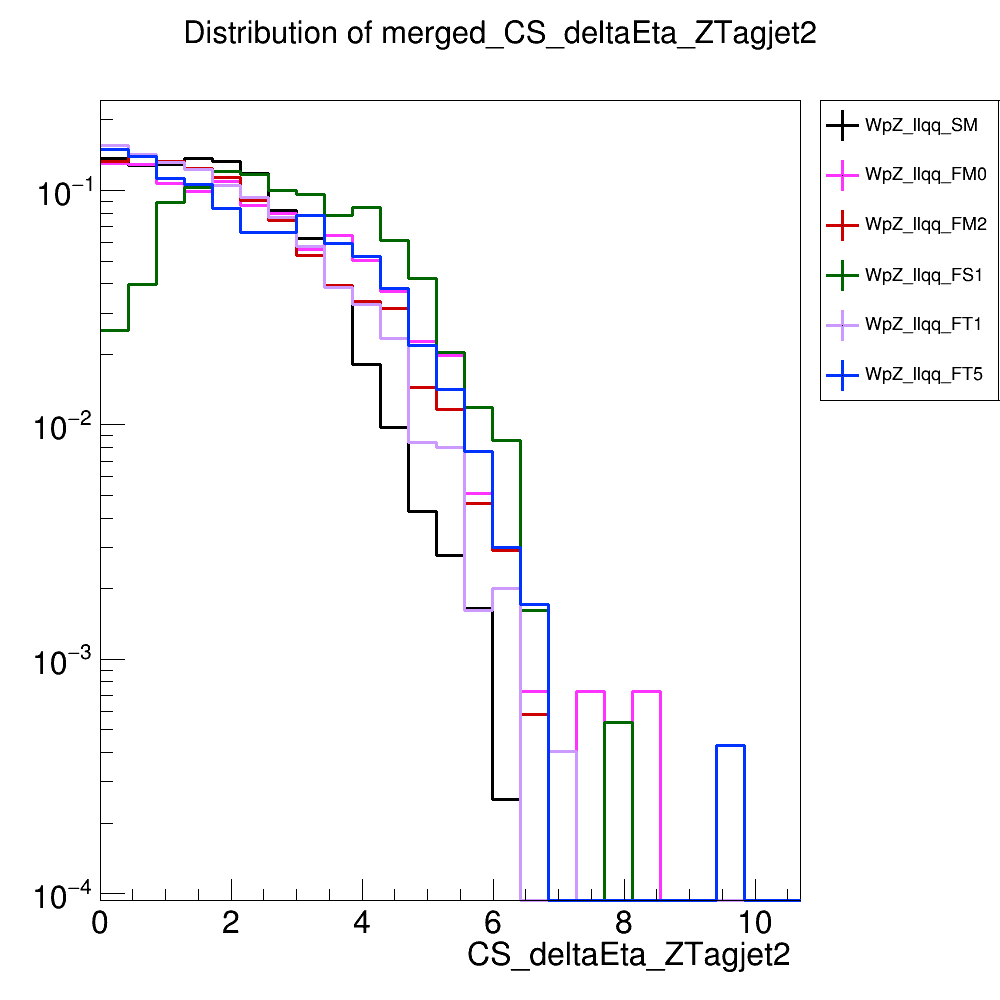 Distribution of merged_CS_deltaEta_ZTagjet2
WpZ_llqq_SM
WpZ_llqq_FM0
WpZ_llqq_FM2
WpZ_llqq_FS1
WpZ_llqq_FT1
WpZ_llqq_FT5
10⁻¹
10⁻²
10⁻³
10⁻⁴
0 2 4 6 8 10
CS_deltaEta_ZTagjet2